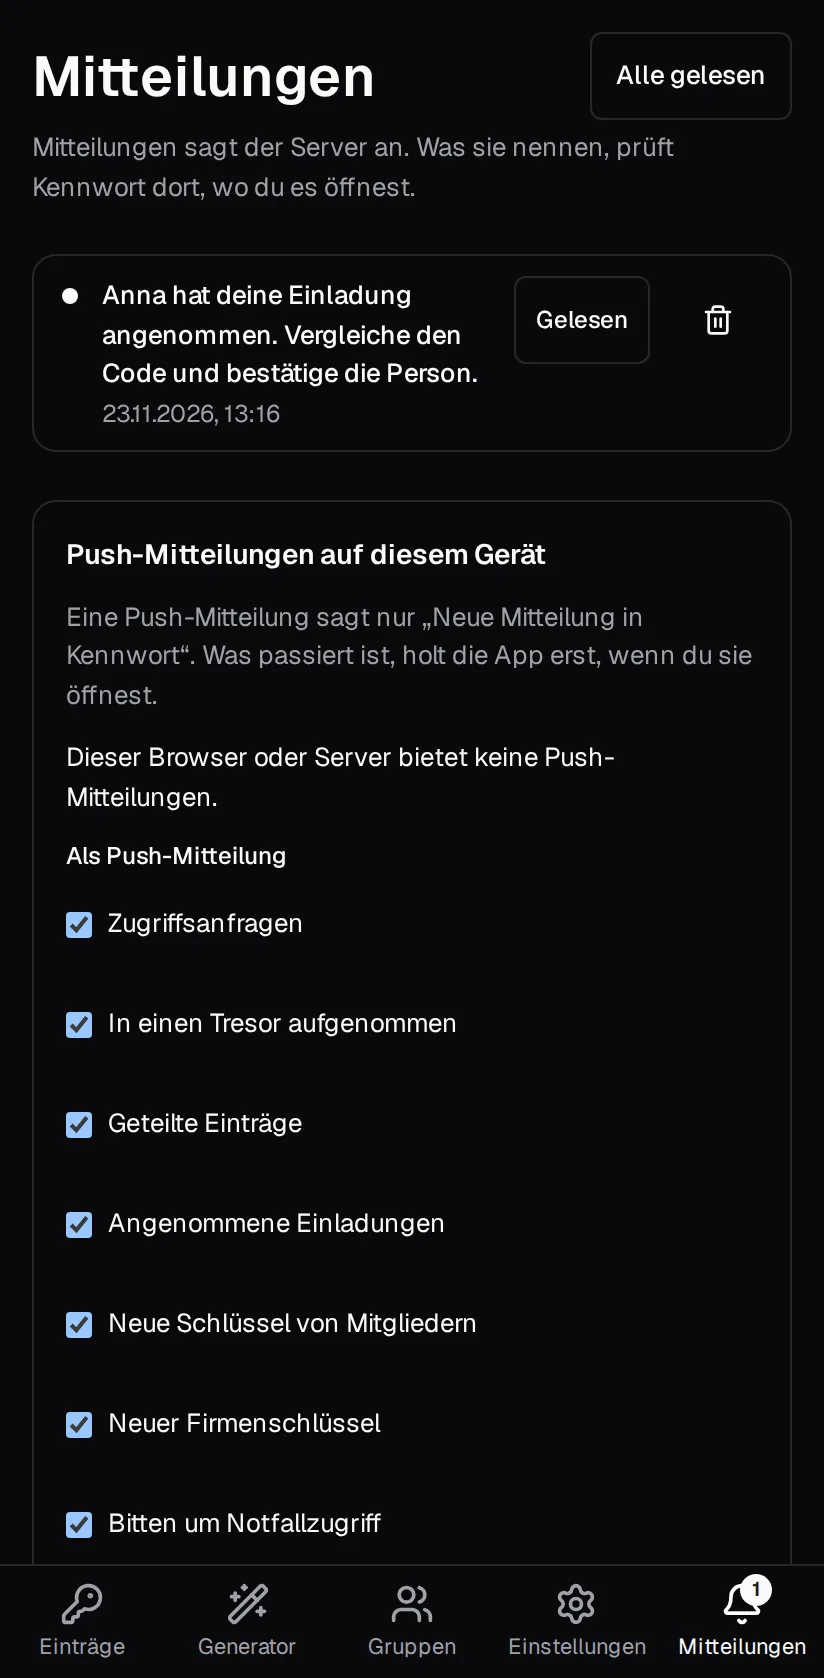 Mitteilungen
Alle gelesen
Mitteilungen sagt der Server an. Was sie nennen, prüft
Kennwort dort, wo du es öffnest.
Anna hat deine Einladung
angenommen. Vergleiche den
Code und bestätige die Person.
23.11.2026, 13:16
Gelesen
Push-Mitteilungen auf diesem Gerät
Eine Push-Mitteilung sagt nur „Neue Mitteilung in
Kennwort“. Was passiert ist, holt die App erst, wenn du sie
öffnest.
Dieser Browser oder Server bietet keine Push-
Mitteilungen.
Als Push-Mitteilung
Zugriffsanfragen
In einen Tresor aufgenommen
Geteilte Einträge
Angenommene Einladungen
Neue Schlüssel von Mitgliedern
Neuer Firmenschlüssel
Bitten um Notfallzugriff
1
Einträge
Generator
Gruppen
Einstellungen
Mitteilungen